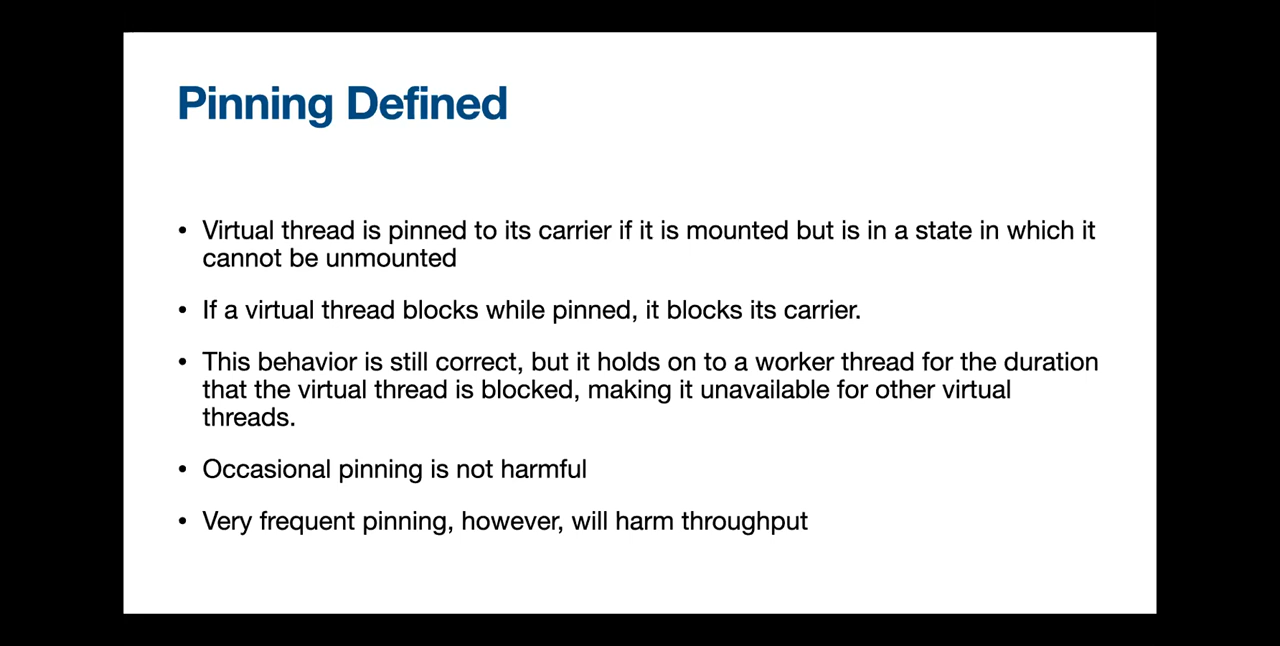 Pinning Defined
• Virtual thread is pinned to its carrier if it is mounted but is in a state in which it
cannot be unmounted
• If a virtual thread blocks while pinned, it blocks its carrier.
• This behavior is still correct, but it holds on to a worker thread for the duration
that the virtual thread is blocked, making it unavailable for other virtual
threads.
• Occasional pinning is not harmful
• Very frequent pinning, however, will harm throughput